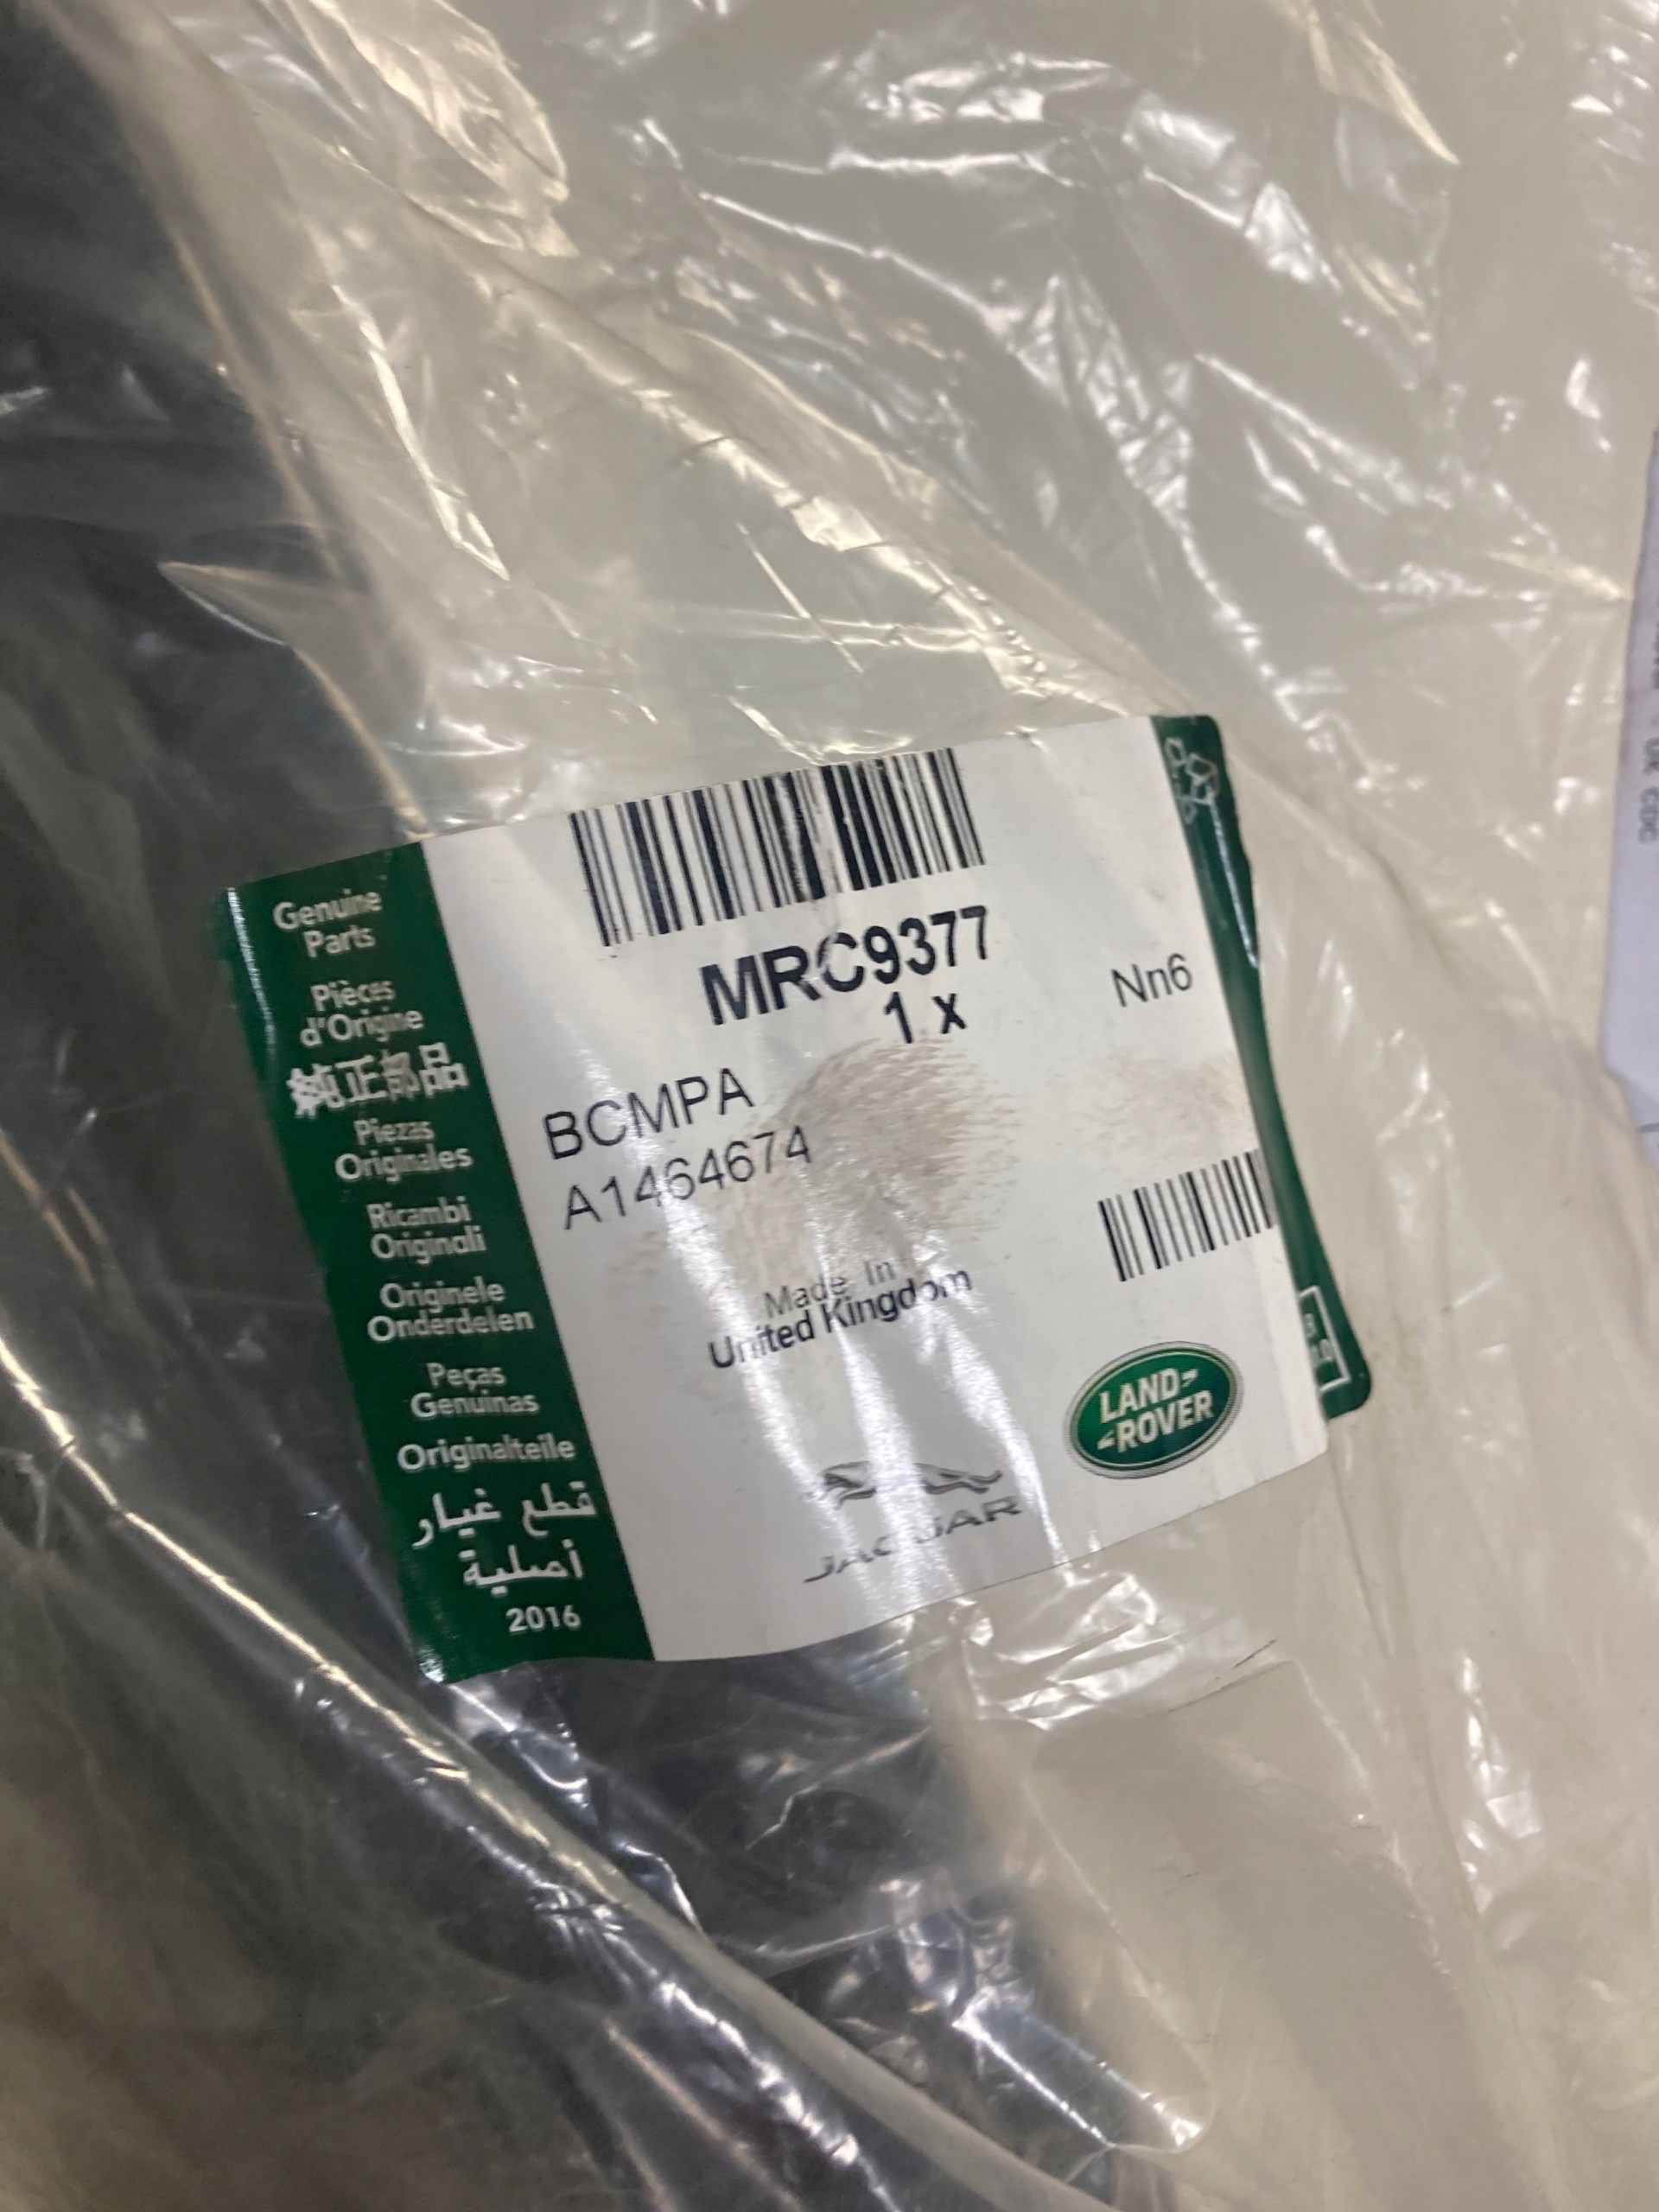 Genuine
Parts
Pièces
d'Origine
純正部品
Piezas
Originales
Ricambi
Originali
Originele
Onderdelen
Peças
Genuinas
Originalteile
قطع غيار
أصلية
2016
MRC9377
1 x
Nn6
BCMPA
A1464674
Made In
United Kingdom
LAND-
-ROVER
JAGUAR